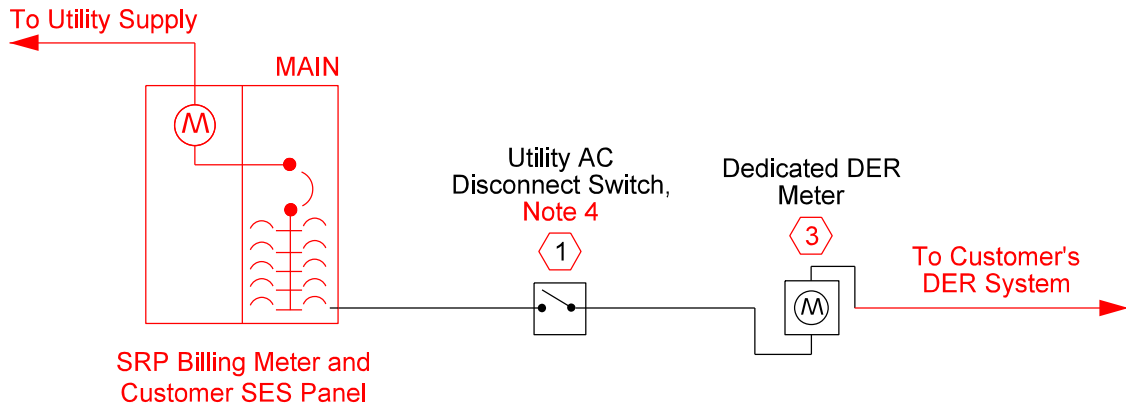 To Utility Supply
MAIN
M
Utility AC
Disconnect Switch,
Note 4
1
Dedicated DER
Meter
3
M
To Customer's
DER System
SRP Billing Meter and
Customer SES Panel